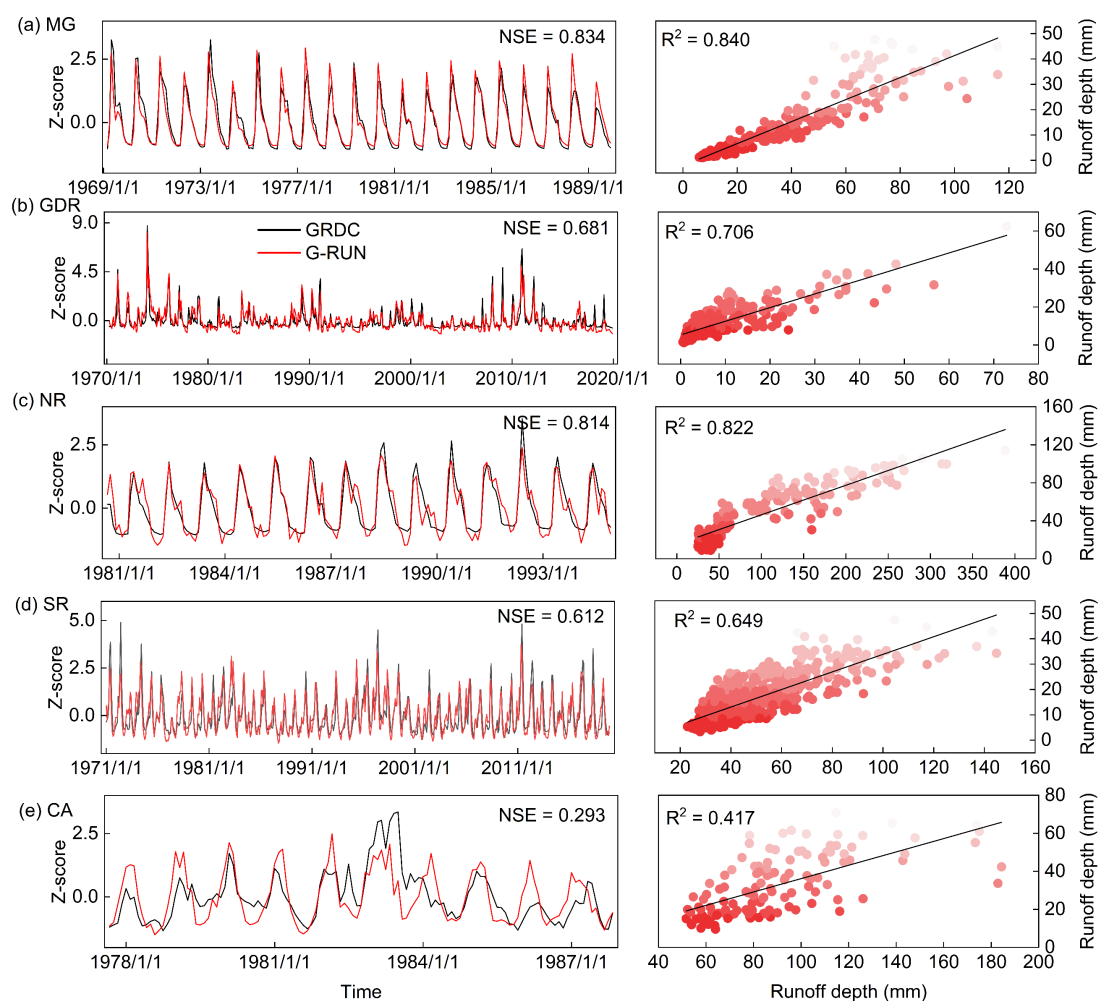 (a) MG
NSE = 0.834
Z-score
2.5
0.0
1969/1/1 1973/1/1 1977/1/1 1981/1/1 1985/1/1 1989/1/1
R² = 0.840
50
40
30
20
10
0
Runoff depth (mm)
0 20 40 60 80 100 120
(b) GDR
GRDC
G-RUN
NSE = 0.681
Z-score
9.0
4.5
0.0
1970/1/1 1980/1/1 1990/1/1 2000/1/1 2010/1/1 2020/1/1
R² = 0.706
60
40
20
0
Runoff depth (mm)
0 10 20 30 40 50 60 70 80
(c) NR
NSE = 0.814
Z-score
2.5
0.0
1981/1/1 1984/1/1 1987/1/1 1990/1/1 1993/1/1
R² = 0.822
160
120
80
40
0
Runoff depth (mm)
0 50 100 150 200 250 300 350 400
(d) SR
NSE = 0.612
Z-score
5.0
2.5
0.0
1971/1/1 1981/1/1 1991/1/1 2001/1/1 2011/1/1
R² = 0.649
50
40
30
20
10
0
Runoff depth (mm)
20 40 60 80 100 120 140 160
(e) CA
NSE = 0.293
Z-score
2.5
0.0
1978/1/1 1981/1/1 1984/1/1 1987/1/1
Time
R² = 0.417
80
60
40
20
0
Runoff depth (mm)
40 60 80 100 120 140 160 180 200
Runoff depth (mm)